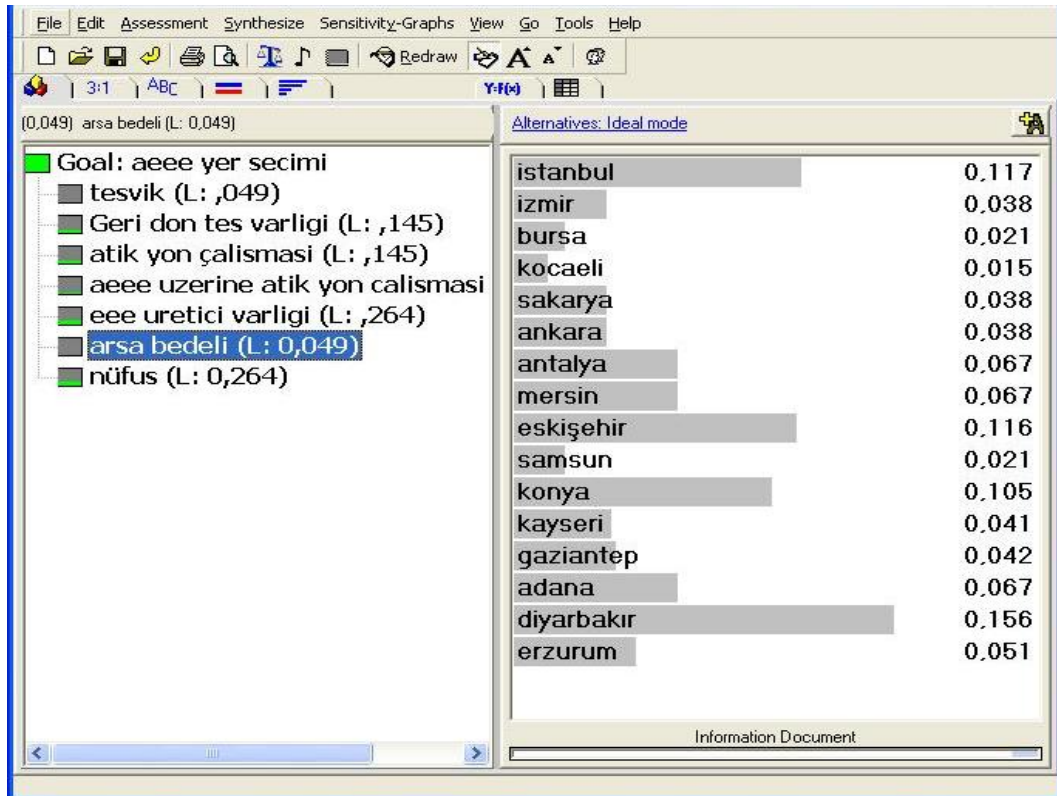 File Edit Assessment Synthesize Sensitivity-Graphs View Go Tools Help
Redraw A A
3:1 ABC Y=F(x)
(0,049) arsa bedeli (L: 0,049)
Alternatives: Ideal mode
Goal: aeee yer secimi
tesvik (L: ,049)
Geri don tes varligi (L: ,145)
atik yon çalismasi (L: ,145)
aeee uzerine atik yon calismasi
eee uretici varligi (L: ,264)
arsa bedeli (L: 0,049)
nüfus (L: 0,264)
istanbul 0,117
izmir 0,038
bursa 0,021
kocaeli 0,015
sakarya 0,038
ankara 0,038
antalya 0,067
mersin 0,067
eskişehir 0,116
samsun 0,021
konya 0,105
kayseri 0,041
gaziantep 0,042
adana 0,067
diyarbakır 0,156
erzurum 0,051
Information Document